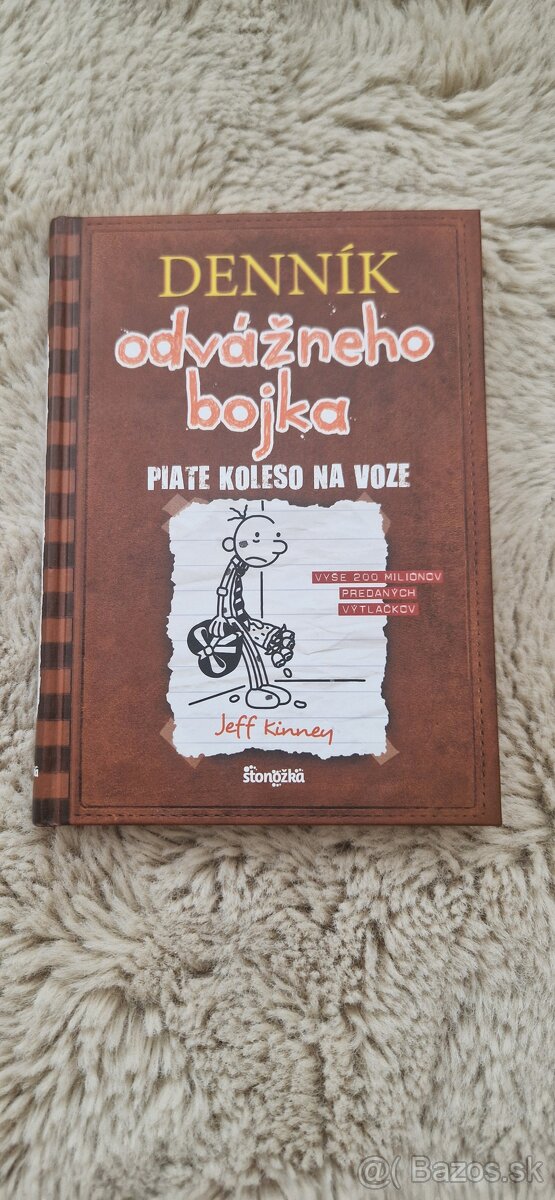 DENNÍK
odvážneho
bojka
PIATE KOLESO NA VOZE
VYŠE 200 MILIÓNOV
PREDANÝCH
VÝTLAČKOV
Jeff Kinney
stonožka
@( Bazos.sk